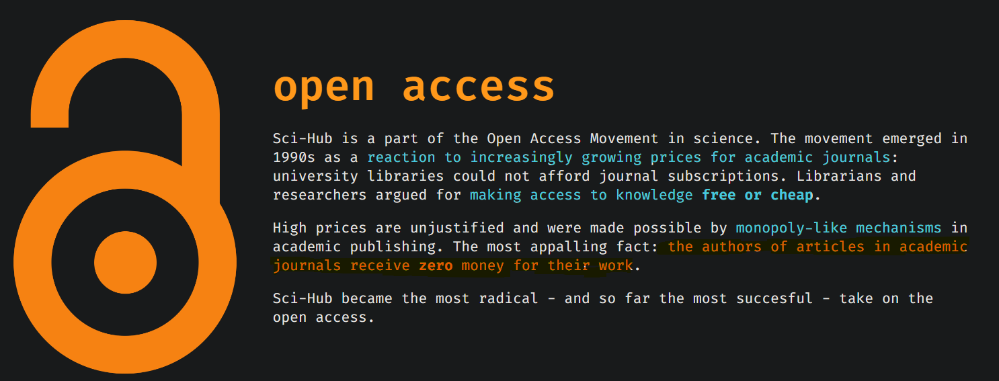 open access
Sci-Hub is a part of the Open Access Movement in science. The movement emerged in
1990s as a reaction to increasingly growing prices for academic journals:
university libraries could not afford journal subscriptions. Librarians and
researchers argued for making access to knowledge free or cheap.
High prices are unjustified and were made possible by monopoly-like mechanisms in
academic publishing. The most appalling fact: the authors of articles in academic
journals receive zero money for their work.
Sci-Hub became the most radical - and so far the most succesful - take on the
open access.